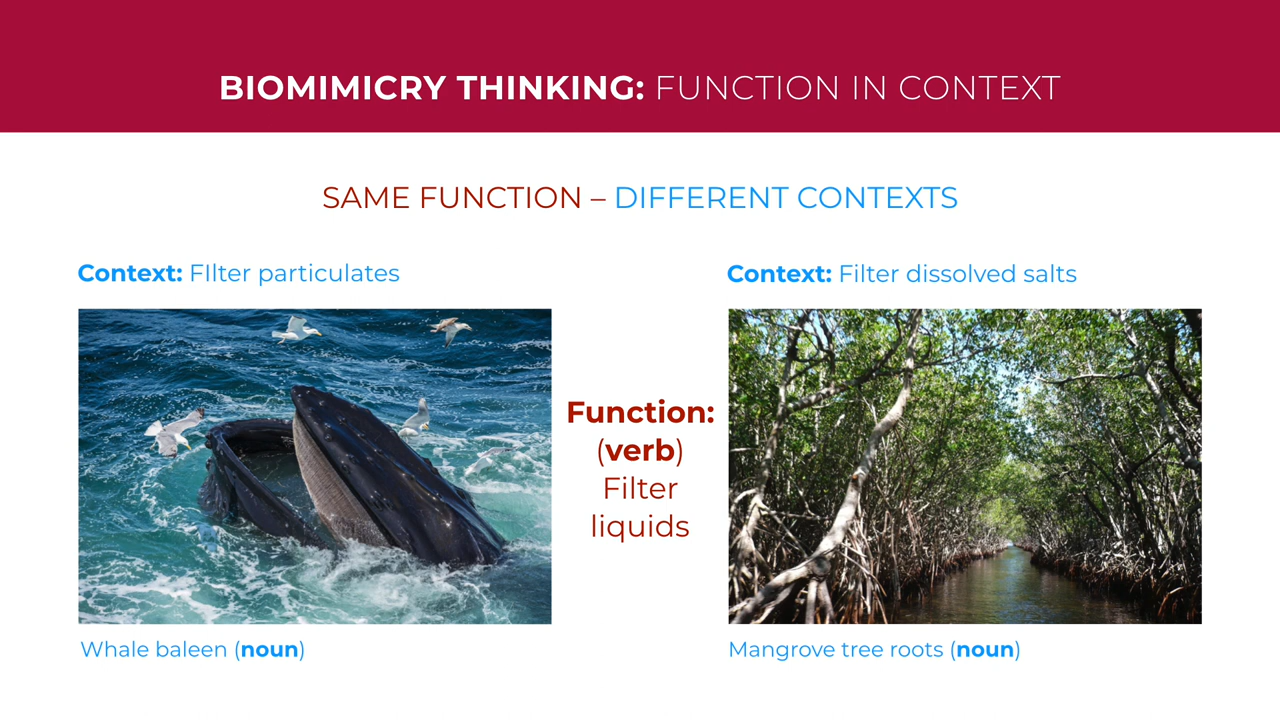 BIOMIMICRY THINKING: FUNCTION IN CONTEXT
SAME FUNCTION – DIFFERENT CONTEXTS
Context: FIlter particulates
Context: Filter dissolved salts
Function:
(verb)
Filter
liquids
Whale baleen (noun)
Mangrove tree roots (noun)